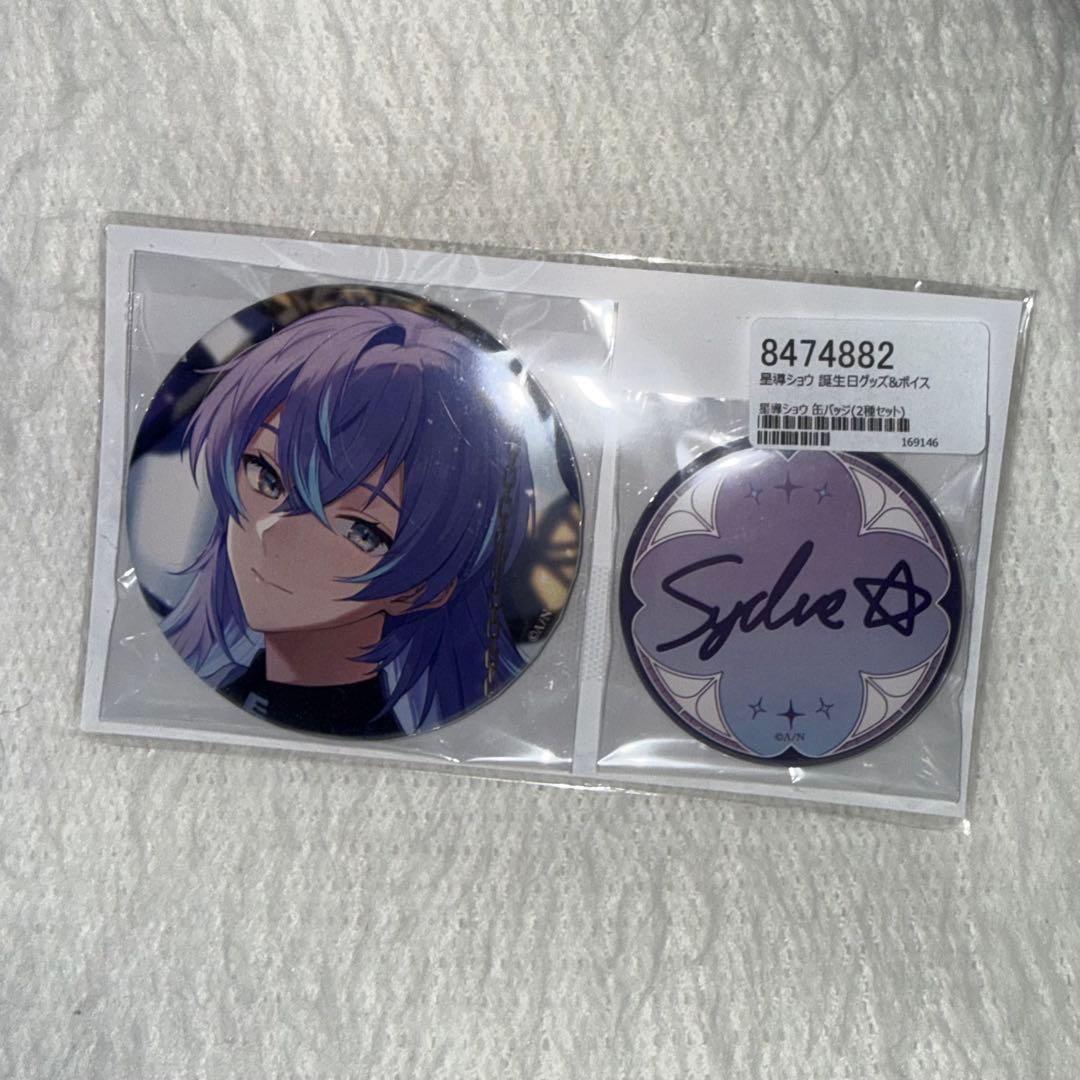 8474882
星導ショウ 誕生日グッズ&ボイス
星導ショウ 缶バッジ(2種セット)
169146
E
©A/N
Sydve☆
©A/N